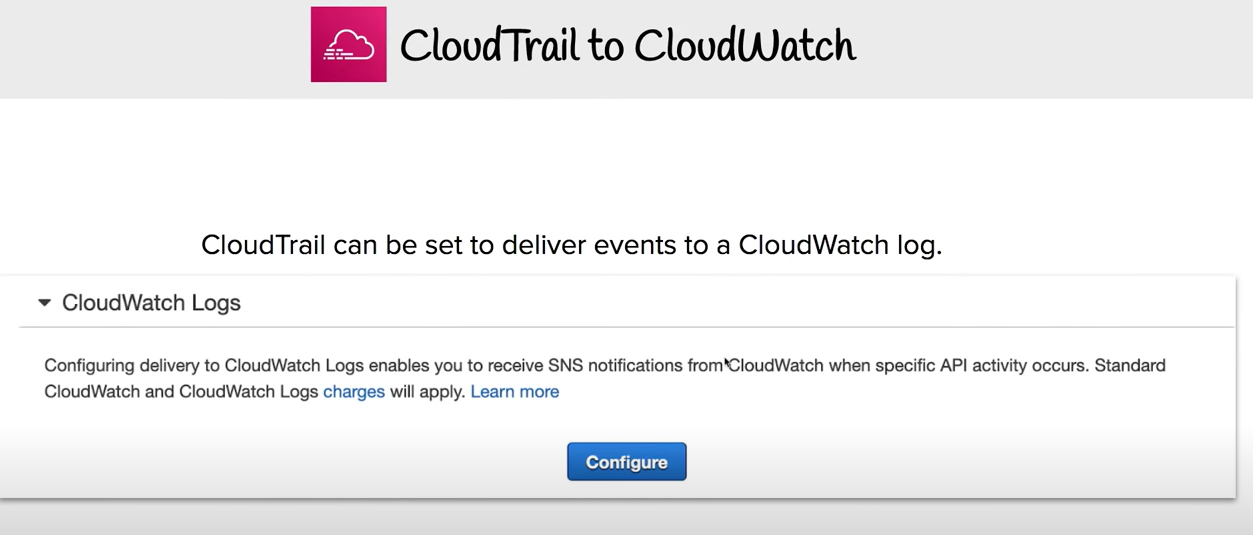 CloudTrail to CloudWatch
CloudTrail can be set to deliver events to a CloudWatch log.
CloudWatch Logs
Configuring delivery to CloudWatch Logs enables you to receive SNS notifications from CloudWatch when specific API activity occurs. Standard
CloudWatch and CloudWatch Logs charges will apply. Learn more
Configure